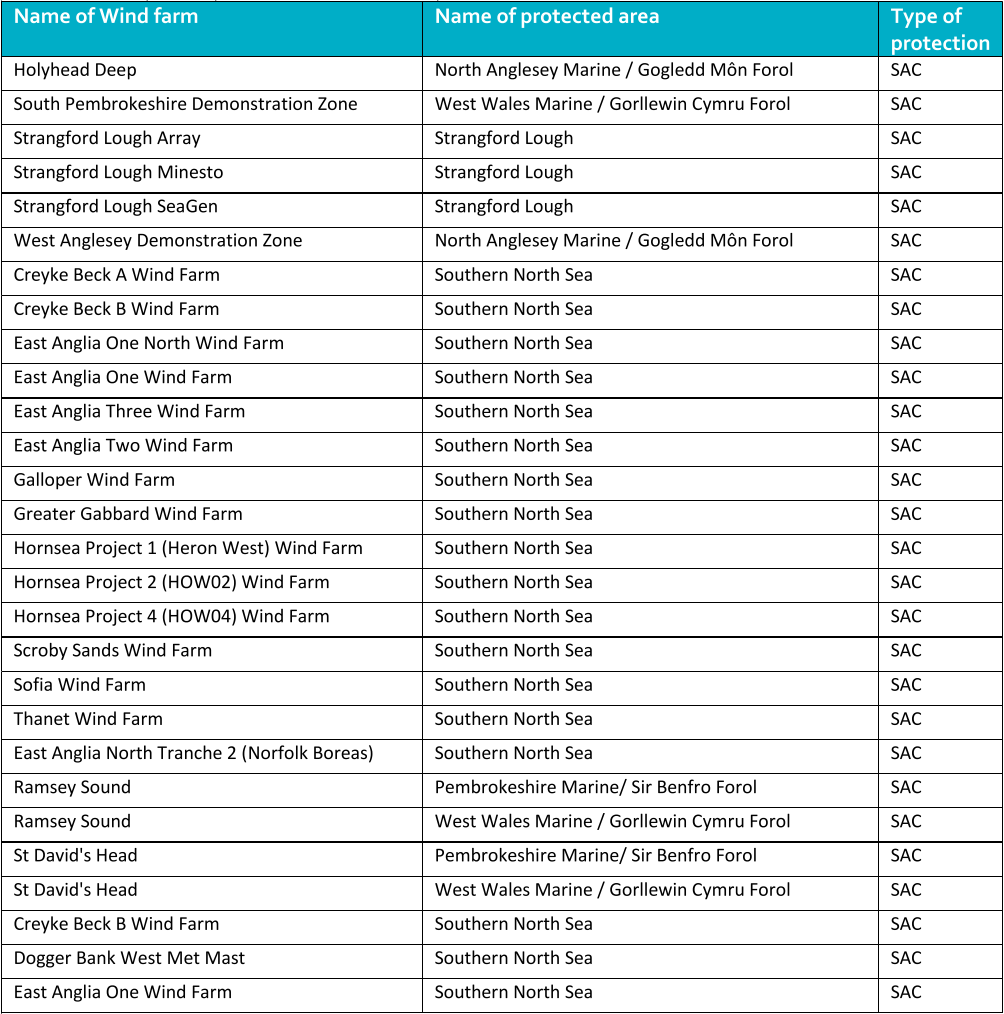 Name of Wind farm Name of protected area Type of
protection
Holyhead Deep North Anglesey Marine / Gogledd Môn Forol SAC
South Pembrokeshire Demonstration Zone West Wales Marine / Gorllewin Cymru Forol SAC
Strangford Lough Array Strangford Lough SAC
Strangford Lough Minesto Strangford Lough SAC
Strangford Lough SeaGen Strangford Lough SAC
West Anglesey Demonstration Zone North Anglesey Marine / Gogledd Môn Forol SAC
Creyke Beck A Wind Farm Southern North Sea SAC
Creyke Beck B Wind Farm Southern North Sea SAC
East Anglia One North Wind Farm Southern North Sea SAC
East Anglia One Wind Farm Southern North Sea SAC
East Anglia Three Wind Farm Southern North Sea SAC
East Anglia Two Wind Farm Southern North Sea SAC
Galloper Wind Farm Southern North Sea SAC
Greater Gabbard Wind Farm Southern North Sea SAC
Hornsea Project 1 (Heron West) Wind Farm Southern North Sea SAC
Hornsea Project 2 (HOW02) Wind Farm Southern North Sea SAC
Hornsea Project 4 (HOW04) Wind Farm Southern North Sea SAC
Scroby Sands Wind Farm Southern North Sea SAC
Sofia Wind Farm Southern North Sea SAC
Thanet Wind Farm Southern North Sea SAC
East Anglia North Tranche 2 (Norfolk Boreas) Southern North Sea SAC
Ramsey Sound Pembrokeshire Marine/ Sir Benfro Forol SAC
Ramsey Sound West Wales Marine / Gorllewin Cymru Forol SAC
St David's Head Pembrokeshire Marine/ Sir Benfro Forol SAC
St David's Head West Wales Marine / Gorllewin Cymru Forol SAC
Creyke Beck B Wind Farm Southern North Sea SAC
Dogger Bank West Met Mast Southern North Sea SAC
East Anglia One Wind Farm Southern North Sea SAC